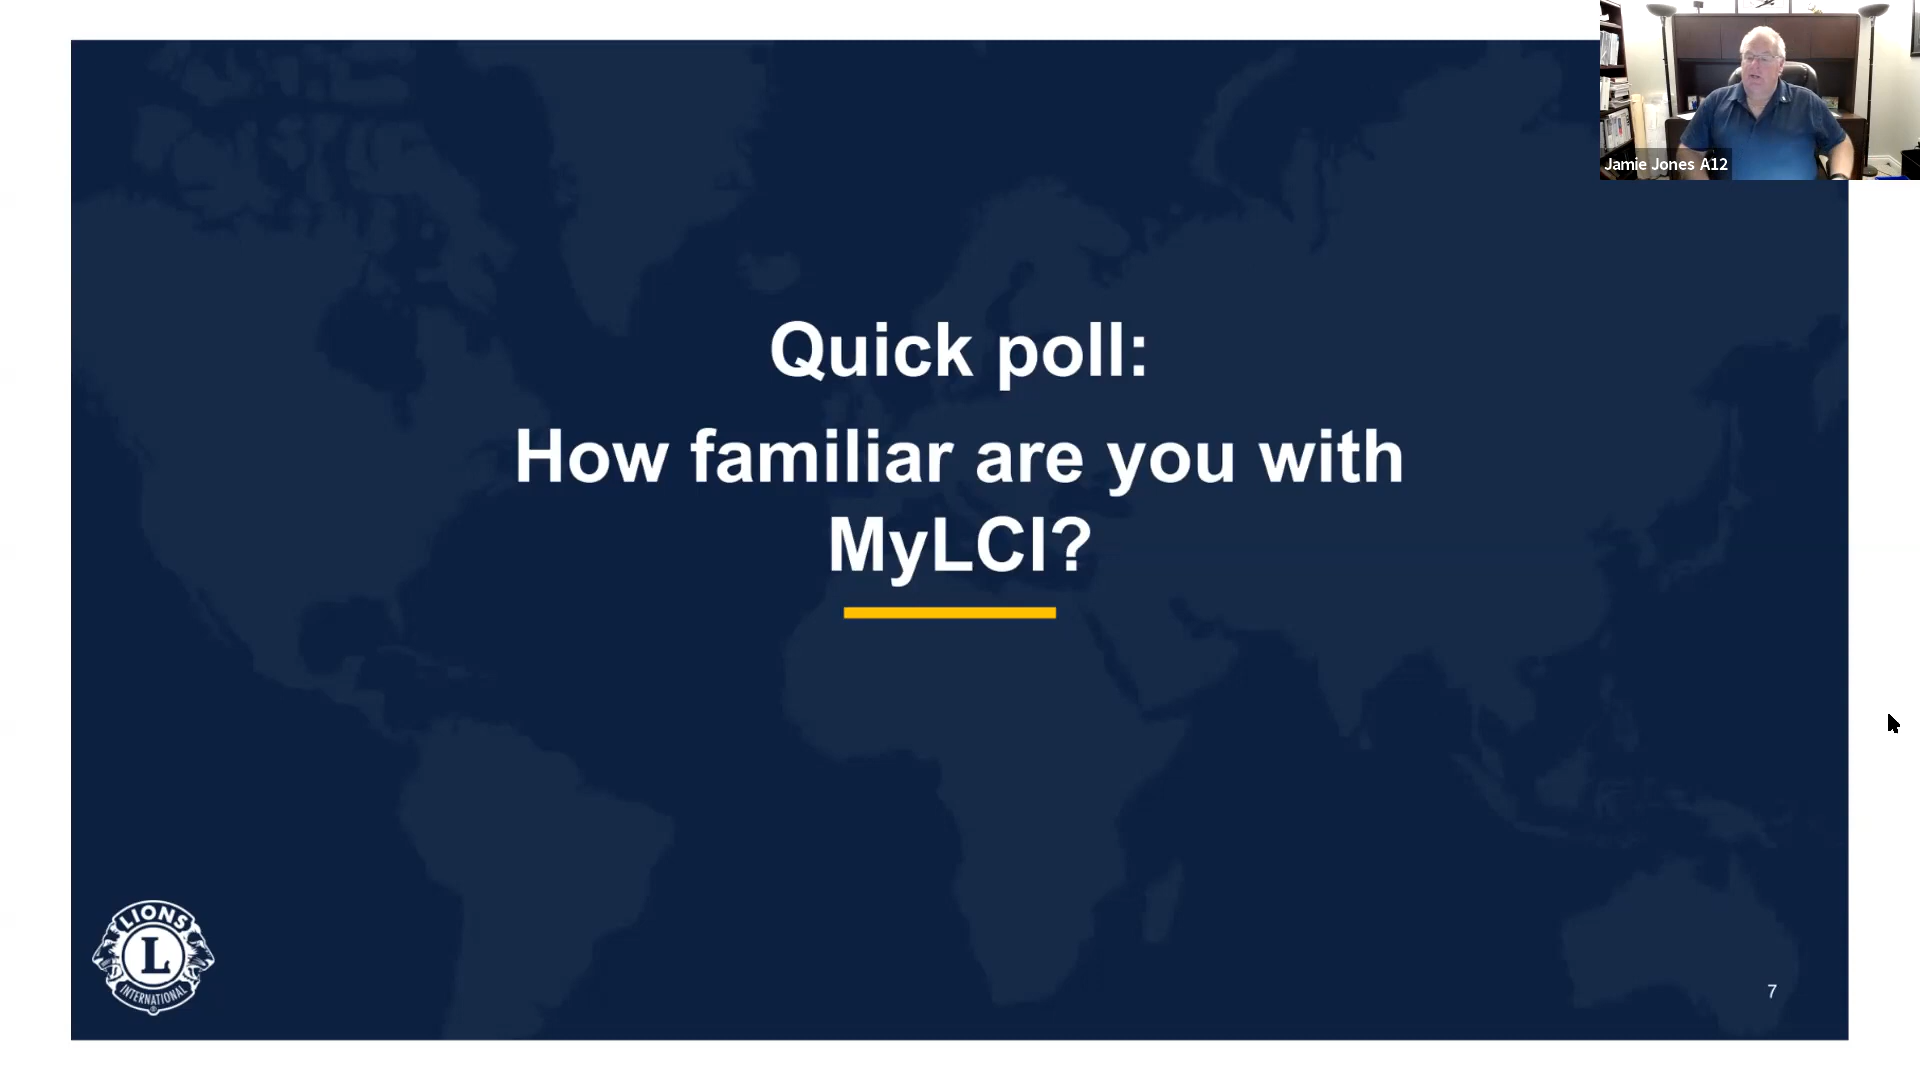 Jamie Jones A12
Quick poll:
How familiar are you with
MyLCI?
LIONS
L
INTERNATIONAL
®
7